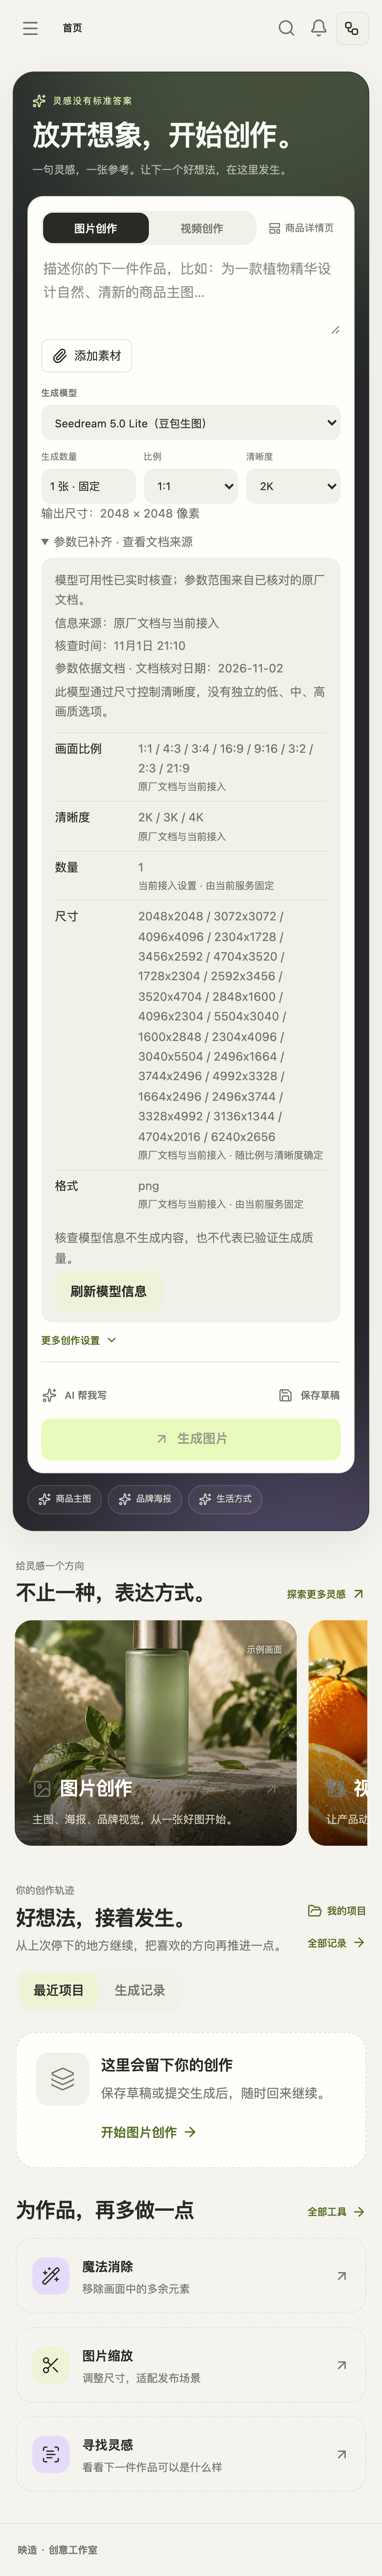 首页
灵感没有标准答案
放开想象，开始创作。
一句灵感，一张参考。让下一个好想法，在这里发生。
图片创作
视频创作
商品详情页
描述你的下一件作品，比如：为一款植物精华设
计自然、清新的商品主图...
添加素材
生成模型
Seedream 5.0 Lite（豆包生图）
生成数量
比例
清晰度
1 张 · 固定
1:1
2K
输出尺寸：2048 × 2048 像素
▼ 参数已补齐 · 查看文档来源
模型可用性已实时核查；参数范围来自已核对的原厂
文档。
信息来源：原厂文档与当前接入
核查时间：11月1日 21:10
参数依据文档 · 文档核对日期：2026-11-02
此模型通过尺寸控制清晰度，没有独立的低、中、高
画质选项。
画面比例
1:1 / 4:3 / 3:4 / 16:9 / 9:16 / 3:2 /
2:3 / 21:9
原厂文档与当前接入
清晰度
2K / 3K / 4K
原厂文档与当前接入
数量
1
当前接入设置 · 由当前服务固定
尺寸
2048x2048 / 3072x3072 /
4096x4096 / 2304x1728 /
3456x2592 / 4704x3520 /
1728x2304 / 2592x3456 /
3520x4704 / 2848x1600 /
4096x2304 / 5504x3040 /
1600x2848 / 2304x4096 /
3040x5504 / 2496x1664 /
3744x2496 / 4992x3328 /
1664x2496 / 2496x3744 /
3328x4992 / 3136x1344 /
4704x2016 / 6240x2656
原厂文档与当前接入 · 随比例与清晰度确定
格式
png
原厂文档与当前接入 · 由当前服务固定
核查模型信息不生成内容，也不代表已验证生成质
量。
刷新模型信息
更多创作设置
AI 帮我写
保存草稿
生成图片
商品主图
品牌海报
生活方式
给灵感一个方向
不止一种，表达方式。
探索更多灵感
示例画面
图片创作
主图、海报、品牌视觉，从一张好图开始。
视
让产品动
你的创作轨迹
好想法，接着发生。
从上次停下的地方继续，把喜欢的方向再推进一点。
我的项目
全部记录
最近项目
生成记录
这里会留下你的创作
保存草稿或提交生成后，随时回来继续。
开始图片创作
为作品，再多做一点
全部工具
魔法消除
移除画面中的多余元素
图片缩放
调整尺寸，适配发布场景
寻找灵感
看看下一件作品可以是什么样
映造 · 创意工作室